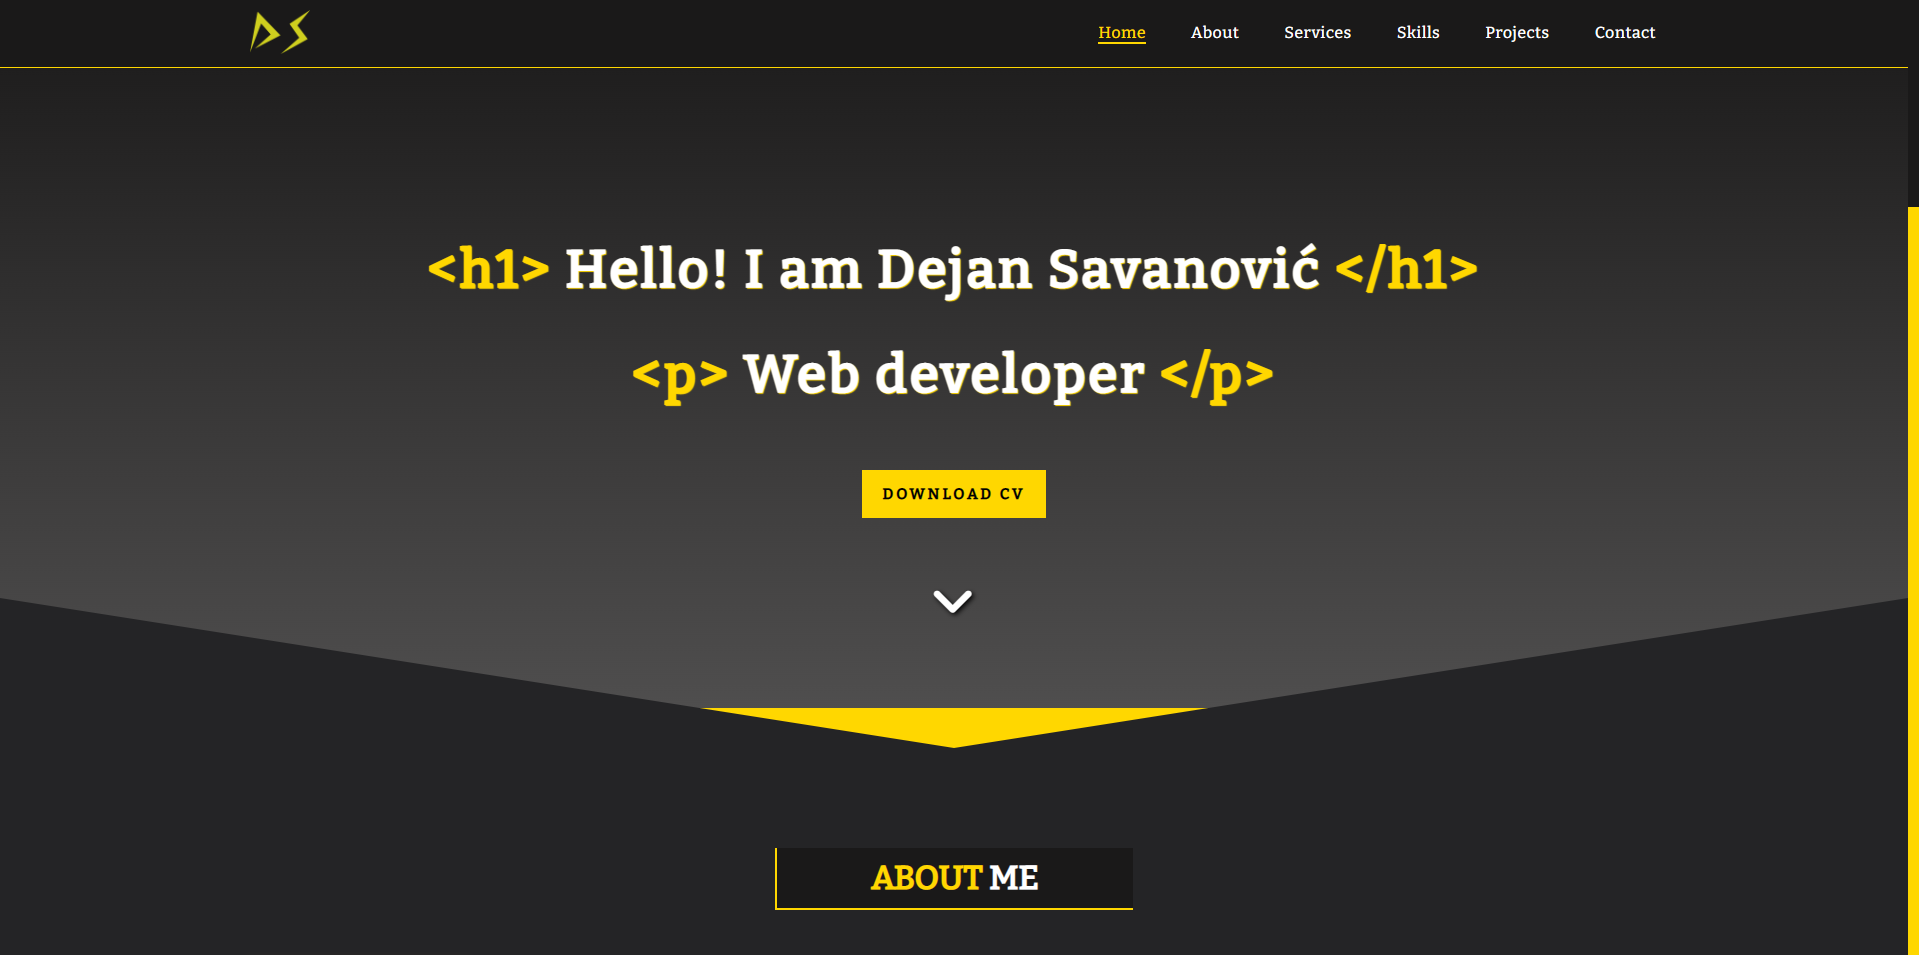 DS
Home About Services Skills Projects Contact
<h1> Hello! I am Dejan Savanović </h1>
<p> Web developer </p>
DOWNLOAD CV
ABOUT ME